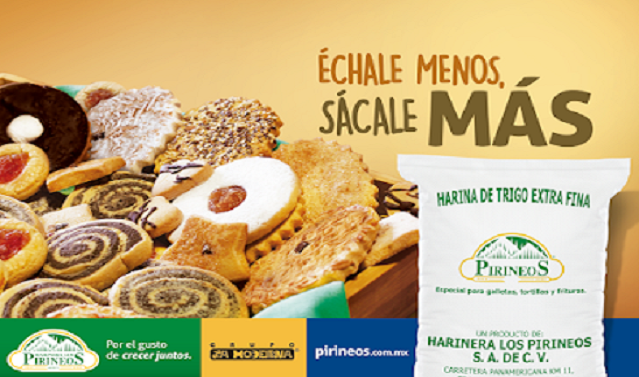 ÉCHALE MENOS,
SÁCALE MÁS
HARINA DE TRIGO EXTRA FINA
PIRINEOS
Especial para galletas, tortillas y frituras.
UN PRODUCTO DE:
HARINERA LOS PIRINEOS
S. A. DE C. V.
CARRETERA PANAMERICANA KM 11.
HARINERA LOS
PIRINEOS
Por el gusto
de crecer juntos.
GRUPO
LA MODERNA
pirineos.com.mx